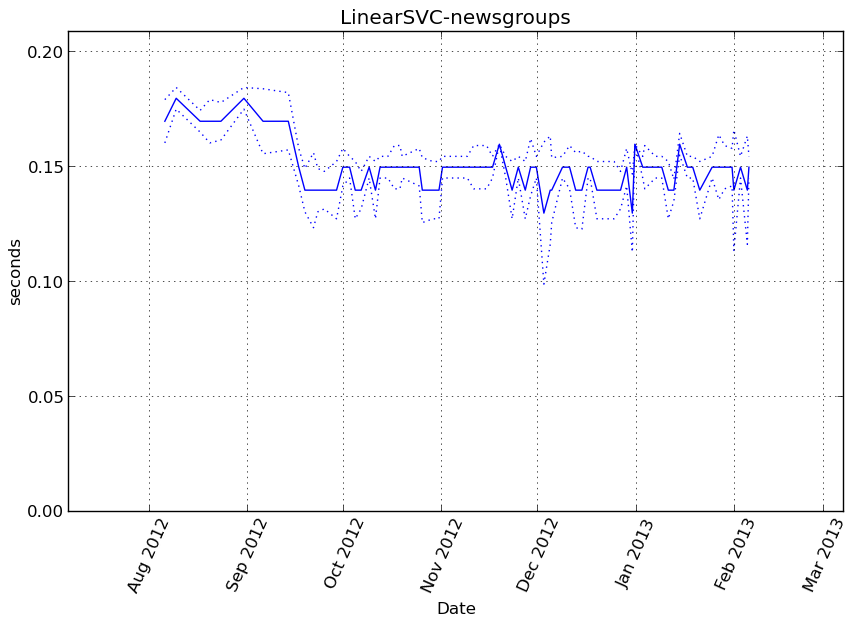 LinearSVC-newsgroups
0.20
0.15
0.10
0.05
0.00
seconds
Aug 2012
Sep 2012
Oct 2012
Nov 2012
Dec 2012
Jan 2013
Feb 2013
Mar 2013
Date